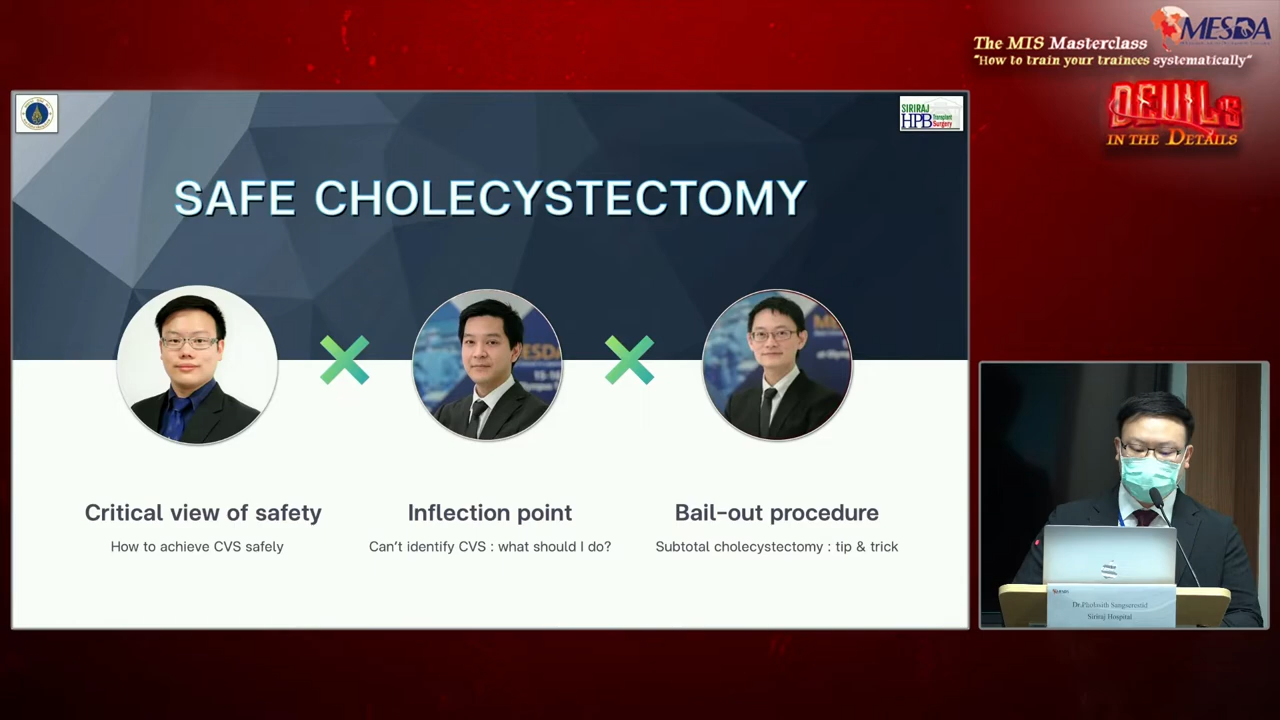 The MIS Masterclass
"How to train your trainees systematically"
MESDA
DEVILS
IN THE DETAILS
SIRIRAJ
HPB Transplant
Surgery
SAFE CHOLECYSTECTOMY
Critical view of safety
How to achieve CVS safely
Inflection point
Can't identify CVS : what should I do?
Bail-out procedure
Subtotal cholecystectomy : tip & trick
Siriraj Hospital